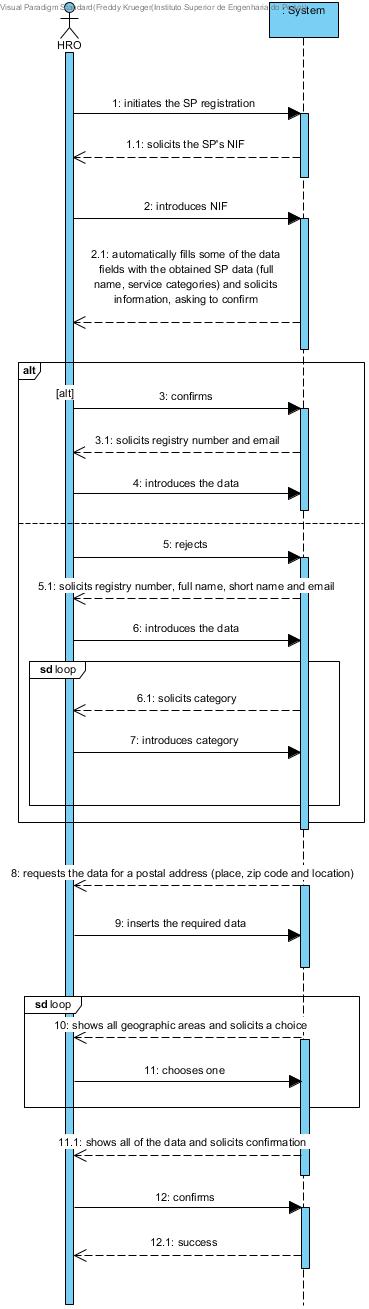 Visual Paradigm Standard(Freddy Krueger(Instituto Superior de Engenharia do
: System
HRO
1: initiates the SP registration
1.1: solicits the SP's NIF
2: introduces NIF
2.1: automatically fills some of the data
fields with the obtained SP data (full
name, service categories) and solicits
information, asking to confirm
alt
[alt]
3: confirms
3.1: solicits registry number and email
4: introduces the data
5: rejects
5.1: solicits registry number, full name, short name and email
6: introduces the data
sd loop
6.1: solicits category
7: introduces category
8: requests the data for a postal address (place, zip code and location)
9: inserts the required data
sd loop
10: shows all geographic areas and solicits a choice
11: chooses one
11.1: shows all of the data and solicits confirmation
12: confirms
12.1: success